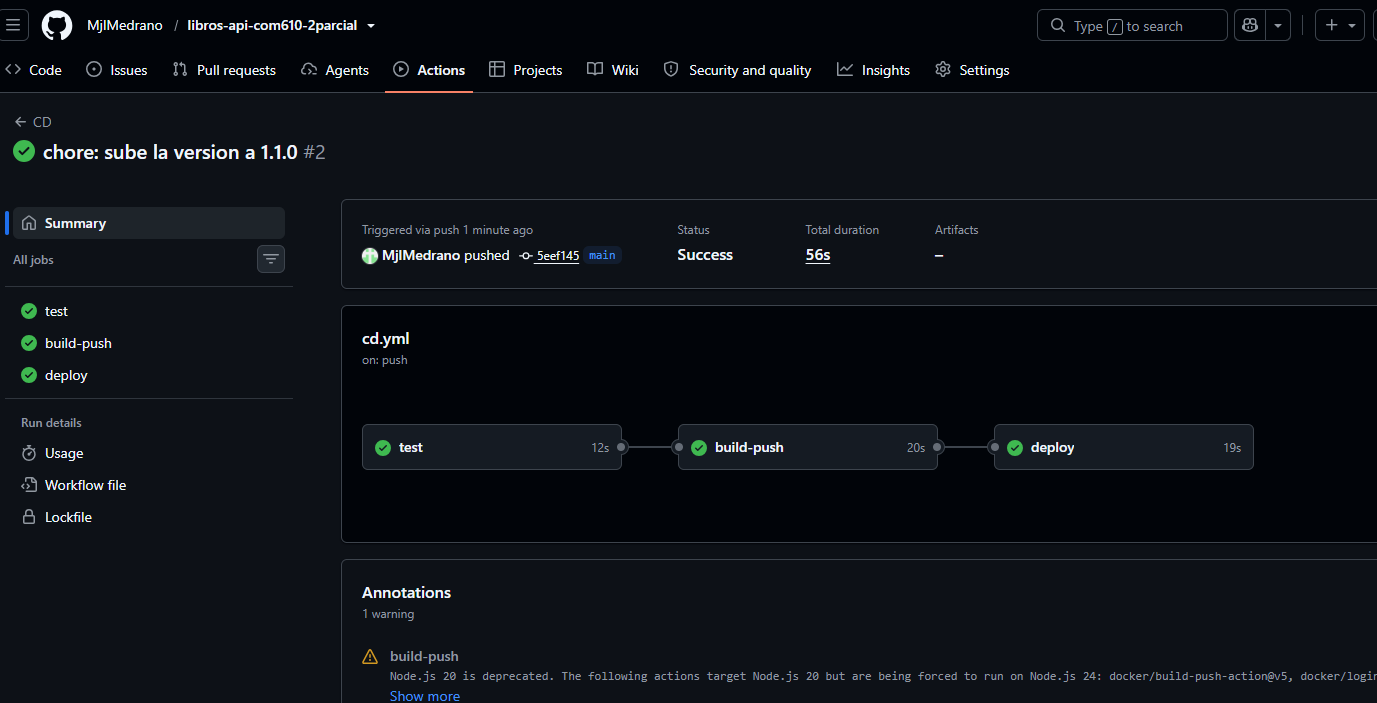 MjlMedrano / libros-api-com610-2parcial
Type / to search
Code Issues Pull requests Agents Actions Projects Wiki Security and quality Insights Settings
CD
chore: sube la version a 1.1.0 #2
Summary
All jobs
test
build-push
deploy
Run details
Usage
Workflow file
Lockfile
Triggered via push 1 minute ago
MjlMedrano pushed 5eef145 main
Status
Success
Total duration
56s
Artifacts
–
cd.yml
on: push
test 12s
build-push 20s
deploy 19s
Annotations
1 warning
build-push
Node.js 20 is deprecated. The following actions target Node.js 20 but are being forced to run on Node.js 24: docker/build-push-action@v5, docker/login
Show more